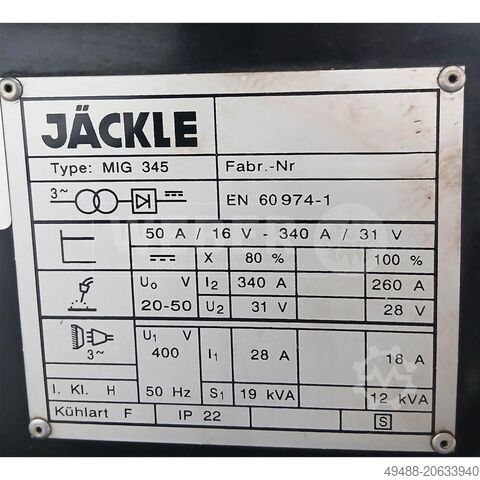 JÄCKLE
Type: MIG 345 Fabr.-Nr
3~ EN 60974-1
50 A / 16 V - 340 A / 31 V
X 80 % 100 %
U₀ V I₂ 340 A 260 A
20-50 U₂ 31 V 28 V
U₁ V
3~ 400 I₁ 28 A 18 A
I. Kl. H 50 Hz S₁ 19 kVA 12 kVA
Kühlart F IP 22 S
49488-20633940